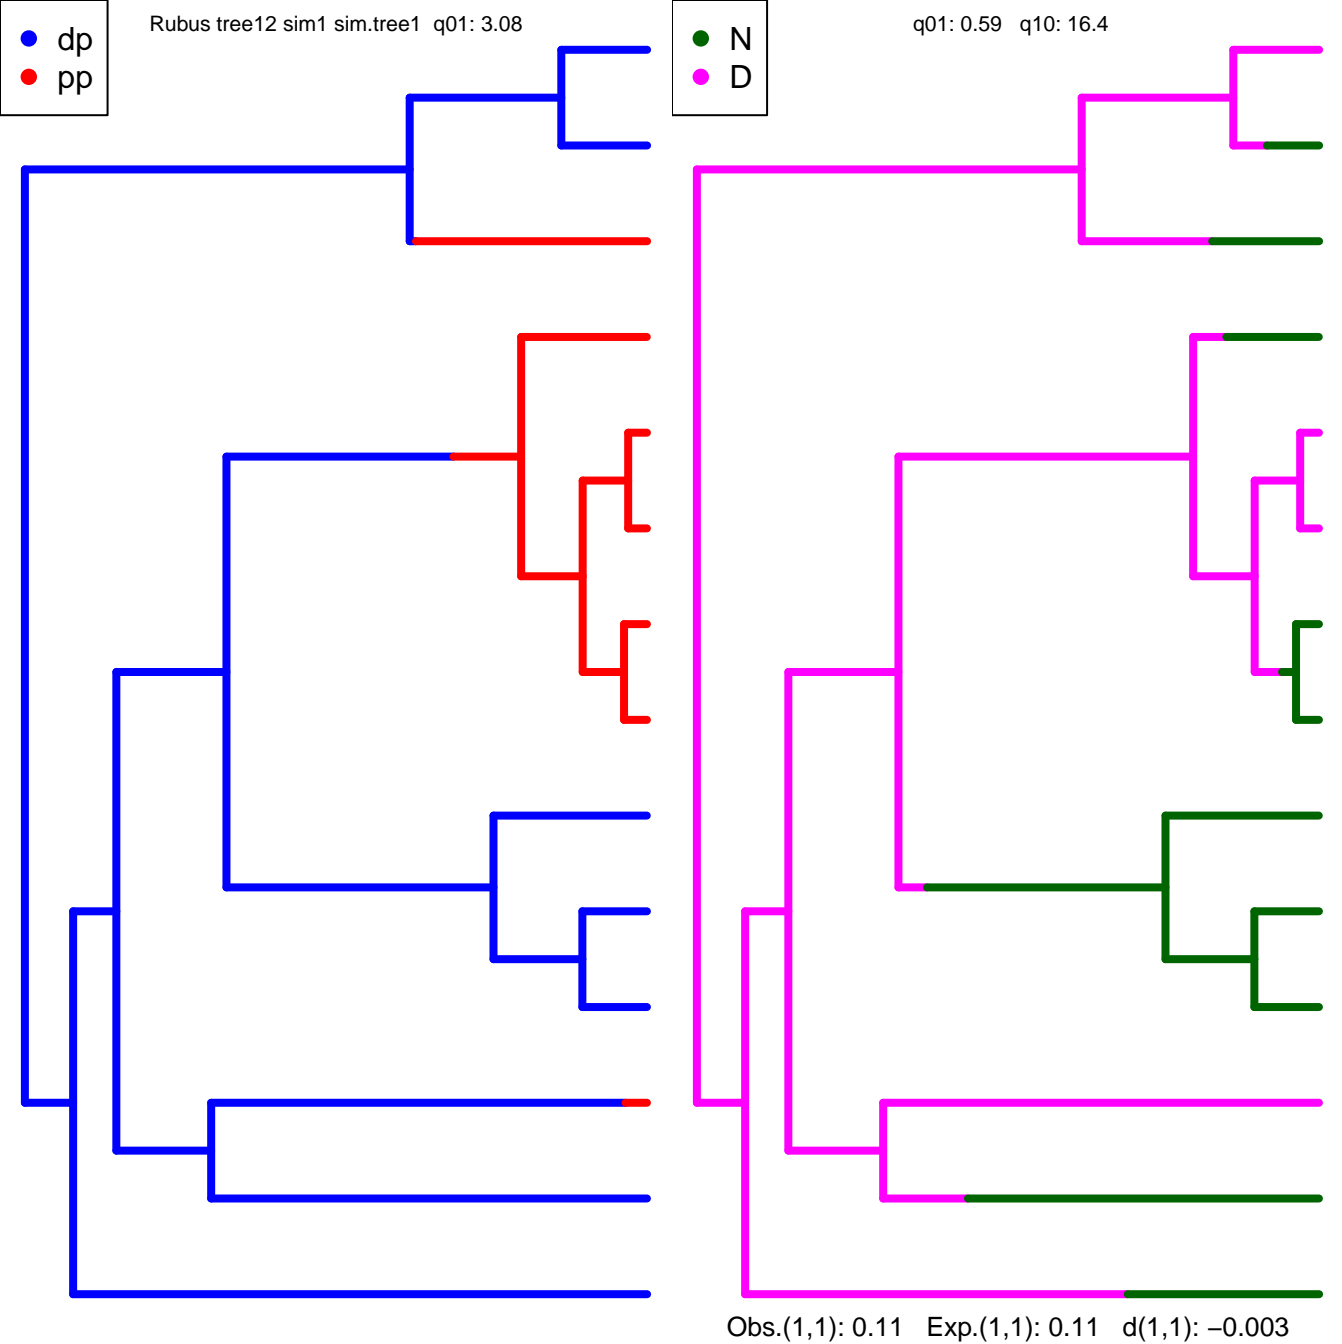 dp
pp
Rubus tree12 sim1 sim.tree1 q01: 3.08
N
D
q01: 0.59 q10: 16.4
Obs.(1,1): 0.11 Exp.(1,1): 0.11 d(1,1): −0.003